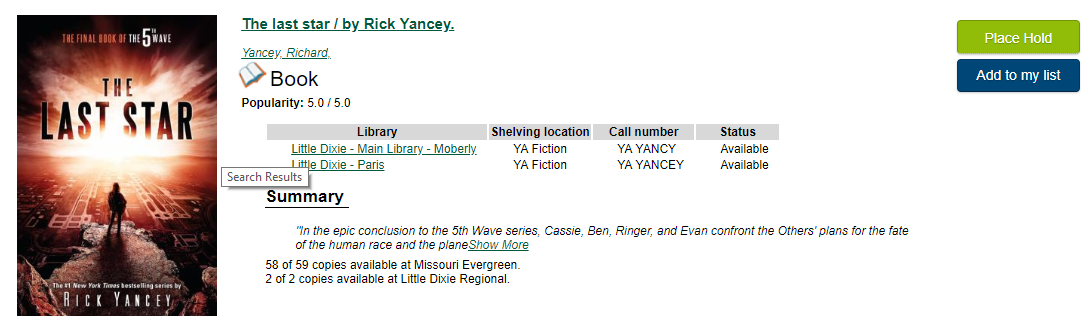 THE FINAL BOOK OF THE 5TH WAVE
THE
LAST STAR
The #1 New York Times bestselling series by
RICK YANCEY
The last star / by Rick Yancey.
Yancey, Richard,
Book
Popularity: 5.0 / 5.0
Place Hold
Add to my list
Library Shelving location Call number Status
Little Dixie - Main Library - Moberly YA Fiction YA YANCY Available
Little Dixie - Paris YA Fiction YA YANCEY Available
Search Results
Summary
"In the epic conclusion to the 5th Wave series, Cassie, Ben, Ringer, and Evan confront the Others' plans for the fate
of the human race and the planeShow More
58 of 59 copies available at Missouri Evergreen.
2 of 2 copies available at Little Dixie Regional.